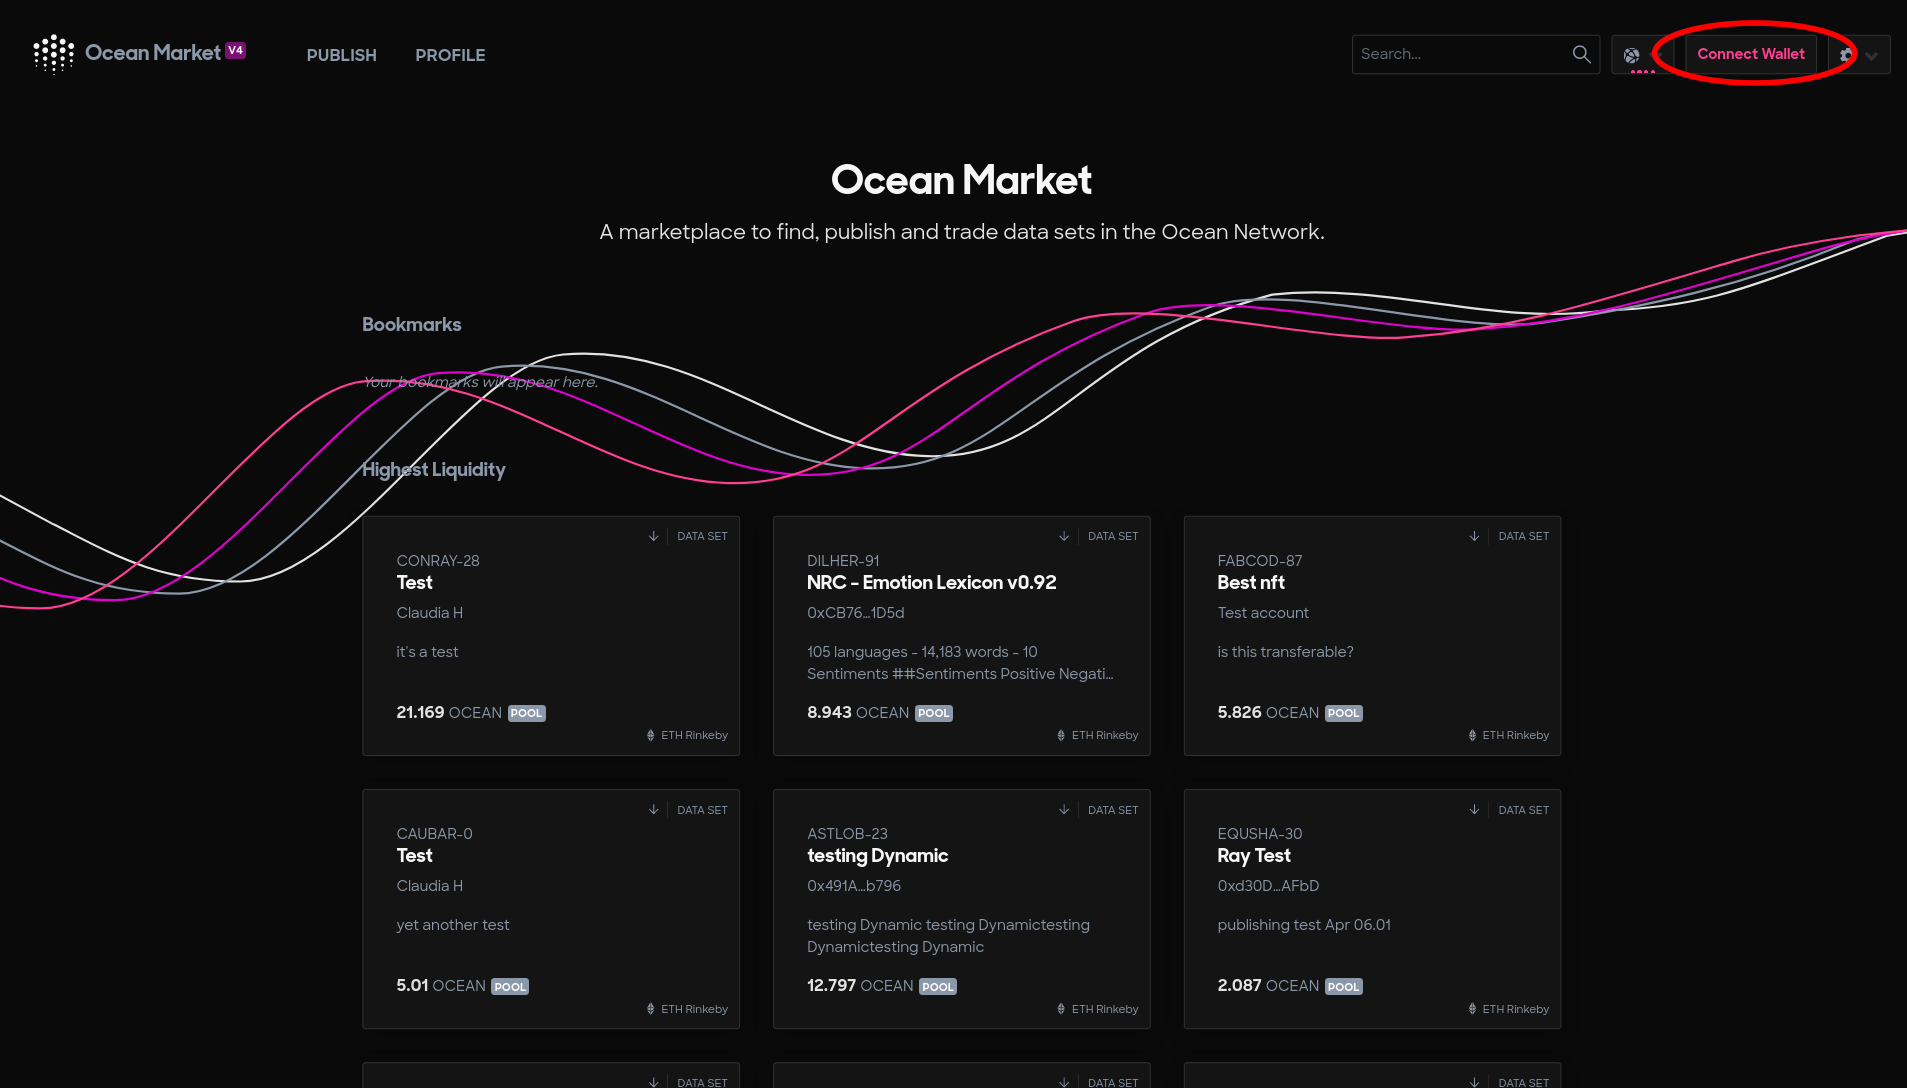 Ocean Market V4
PUBLISH
PROFILE
Search...
Connect Wallet
Ocean Market
A marketplace to find, publish and trade data sets in the Ocean Network.
Bookmarks
Your bookmarks will appear here.
Highest Liquidity
DATA SET
CONRAY-28
Test
Claudia H
it's a test
21.169 OCEAN POOL
ETH Rinkeby
DATA SET
DILHER-91
NRC - Emotion Lexicon v0.92
0xCB76…1D5d
105 languages - 14,183 words - 10
Sentiments ##Sentiments Positive Negati…
8.943 OCEAN POOL
ETH Rinkeby
DATA SET
FABCOD-87
Best nft
Test account
is this transferable?
5.826 OCEAN POOL
ETH Rinkeby
DATA SET
CAUBAR-0
Test
Claudia H
yet another test
5.01 OCEAN POOL
ETH Rinkeby
DATA SET
ASTLOB-23
testing Dynamic
0x491A…b796
testing Dynamic testing Dynamictesting
Dynamictesting Dynamic
12.797 OCEAN POOL
ETH Rinkeby
DATA SET
EQUSHA-30
Ray Test
0xd30D…AFbD
publishing test Apr 06.01
2.087 OCEAN POOL
ETH Rinkeby
DATA SET
DATA SET
DATA SET